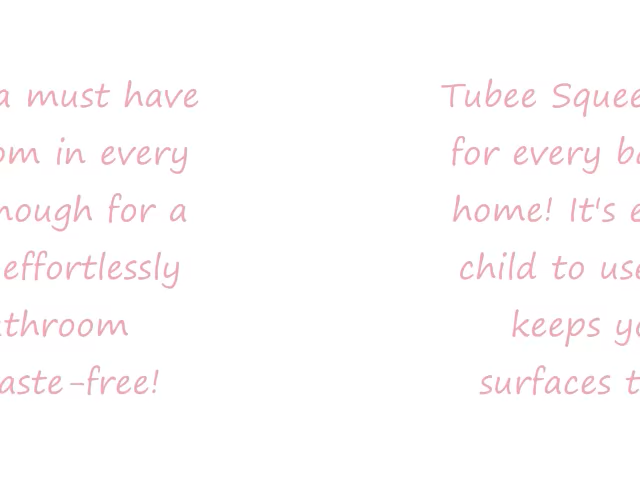 a must have
om in every
nough for a
effortlessly
throom
aste-free!
Tubee Squee
for every ba
home! It's e
child to use
keeps yo
surfaces t